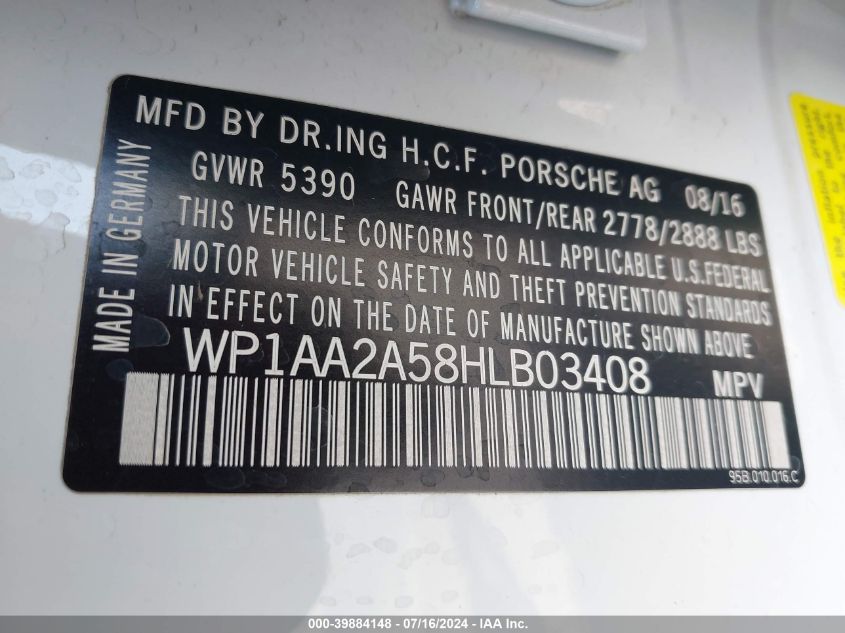 MFD BY DR.ING H.C.F. PORSCHE AG 08/16
GVWR 5390 GAWR FRONT/REAR 2778/2888 LBS
THIS VEHICLE CONFORMS TO ALL APPLICABLE U.S.FEDERAL
MOTOR VEHICLE SAFETY AND THEFT PREVENTION STANDARDS
IN EFFECT ON THE DATE OF MANUFACTURE SHOWN ABOVE
MADE IN GERMANY
WP1AA2A58HLB03408 MPV
95B.010.016.C
000-39884148 - 07/16/2024 - IAA Inc.